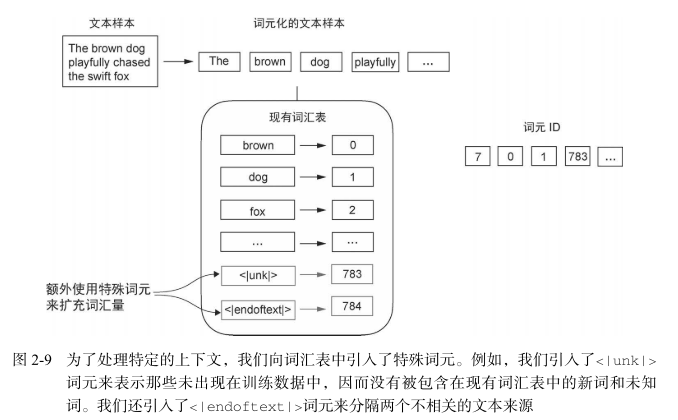 文本样本
词元化的文本样本
The brown dog
playfully chased
the swift fox
The brown dog playfully ...
现有词汇表
brown 0
dog 1
fox 2
... ...
<|unk|> 783
<|endoftext|> 784
额外使用特殊词元
来扩充词汇量
词元 ID
7 0 1 783 ...
图 2-9 为了处理特定的上下文，我们向词汇表中引入了特殊词元。例如，我们引入了<|unk|>
词元来表示那些未出现在训练数据中，因而没有被包含在现有词汇表中的新词和未知
词。我们还引入了<|endoftext|>词元来分隔两个不相关的文本来源